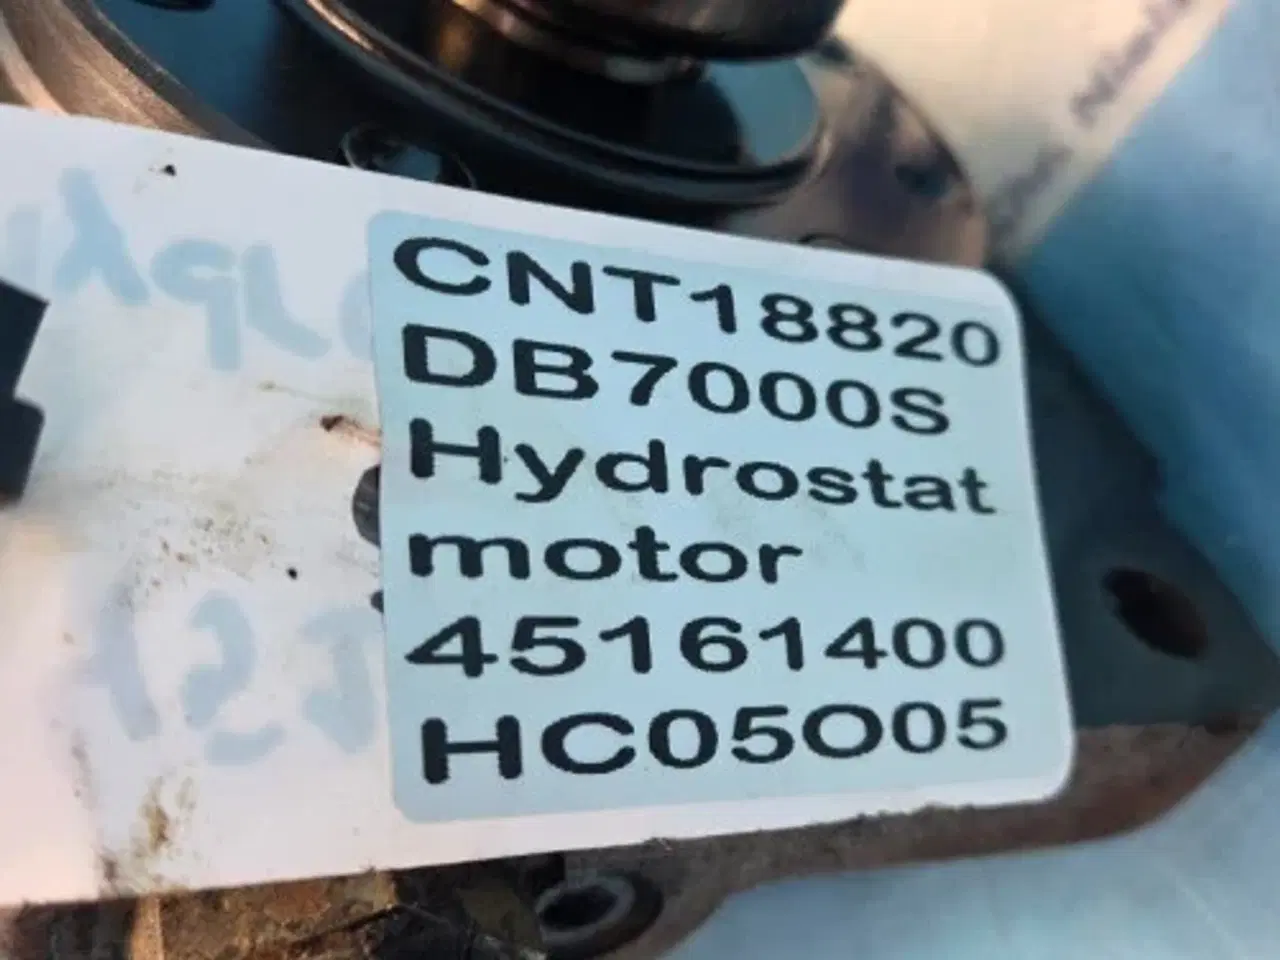 CNT18820
DB7000S
Hydrostat
motor
45161400
HC05O05